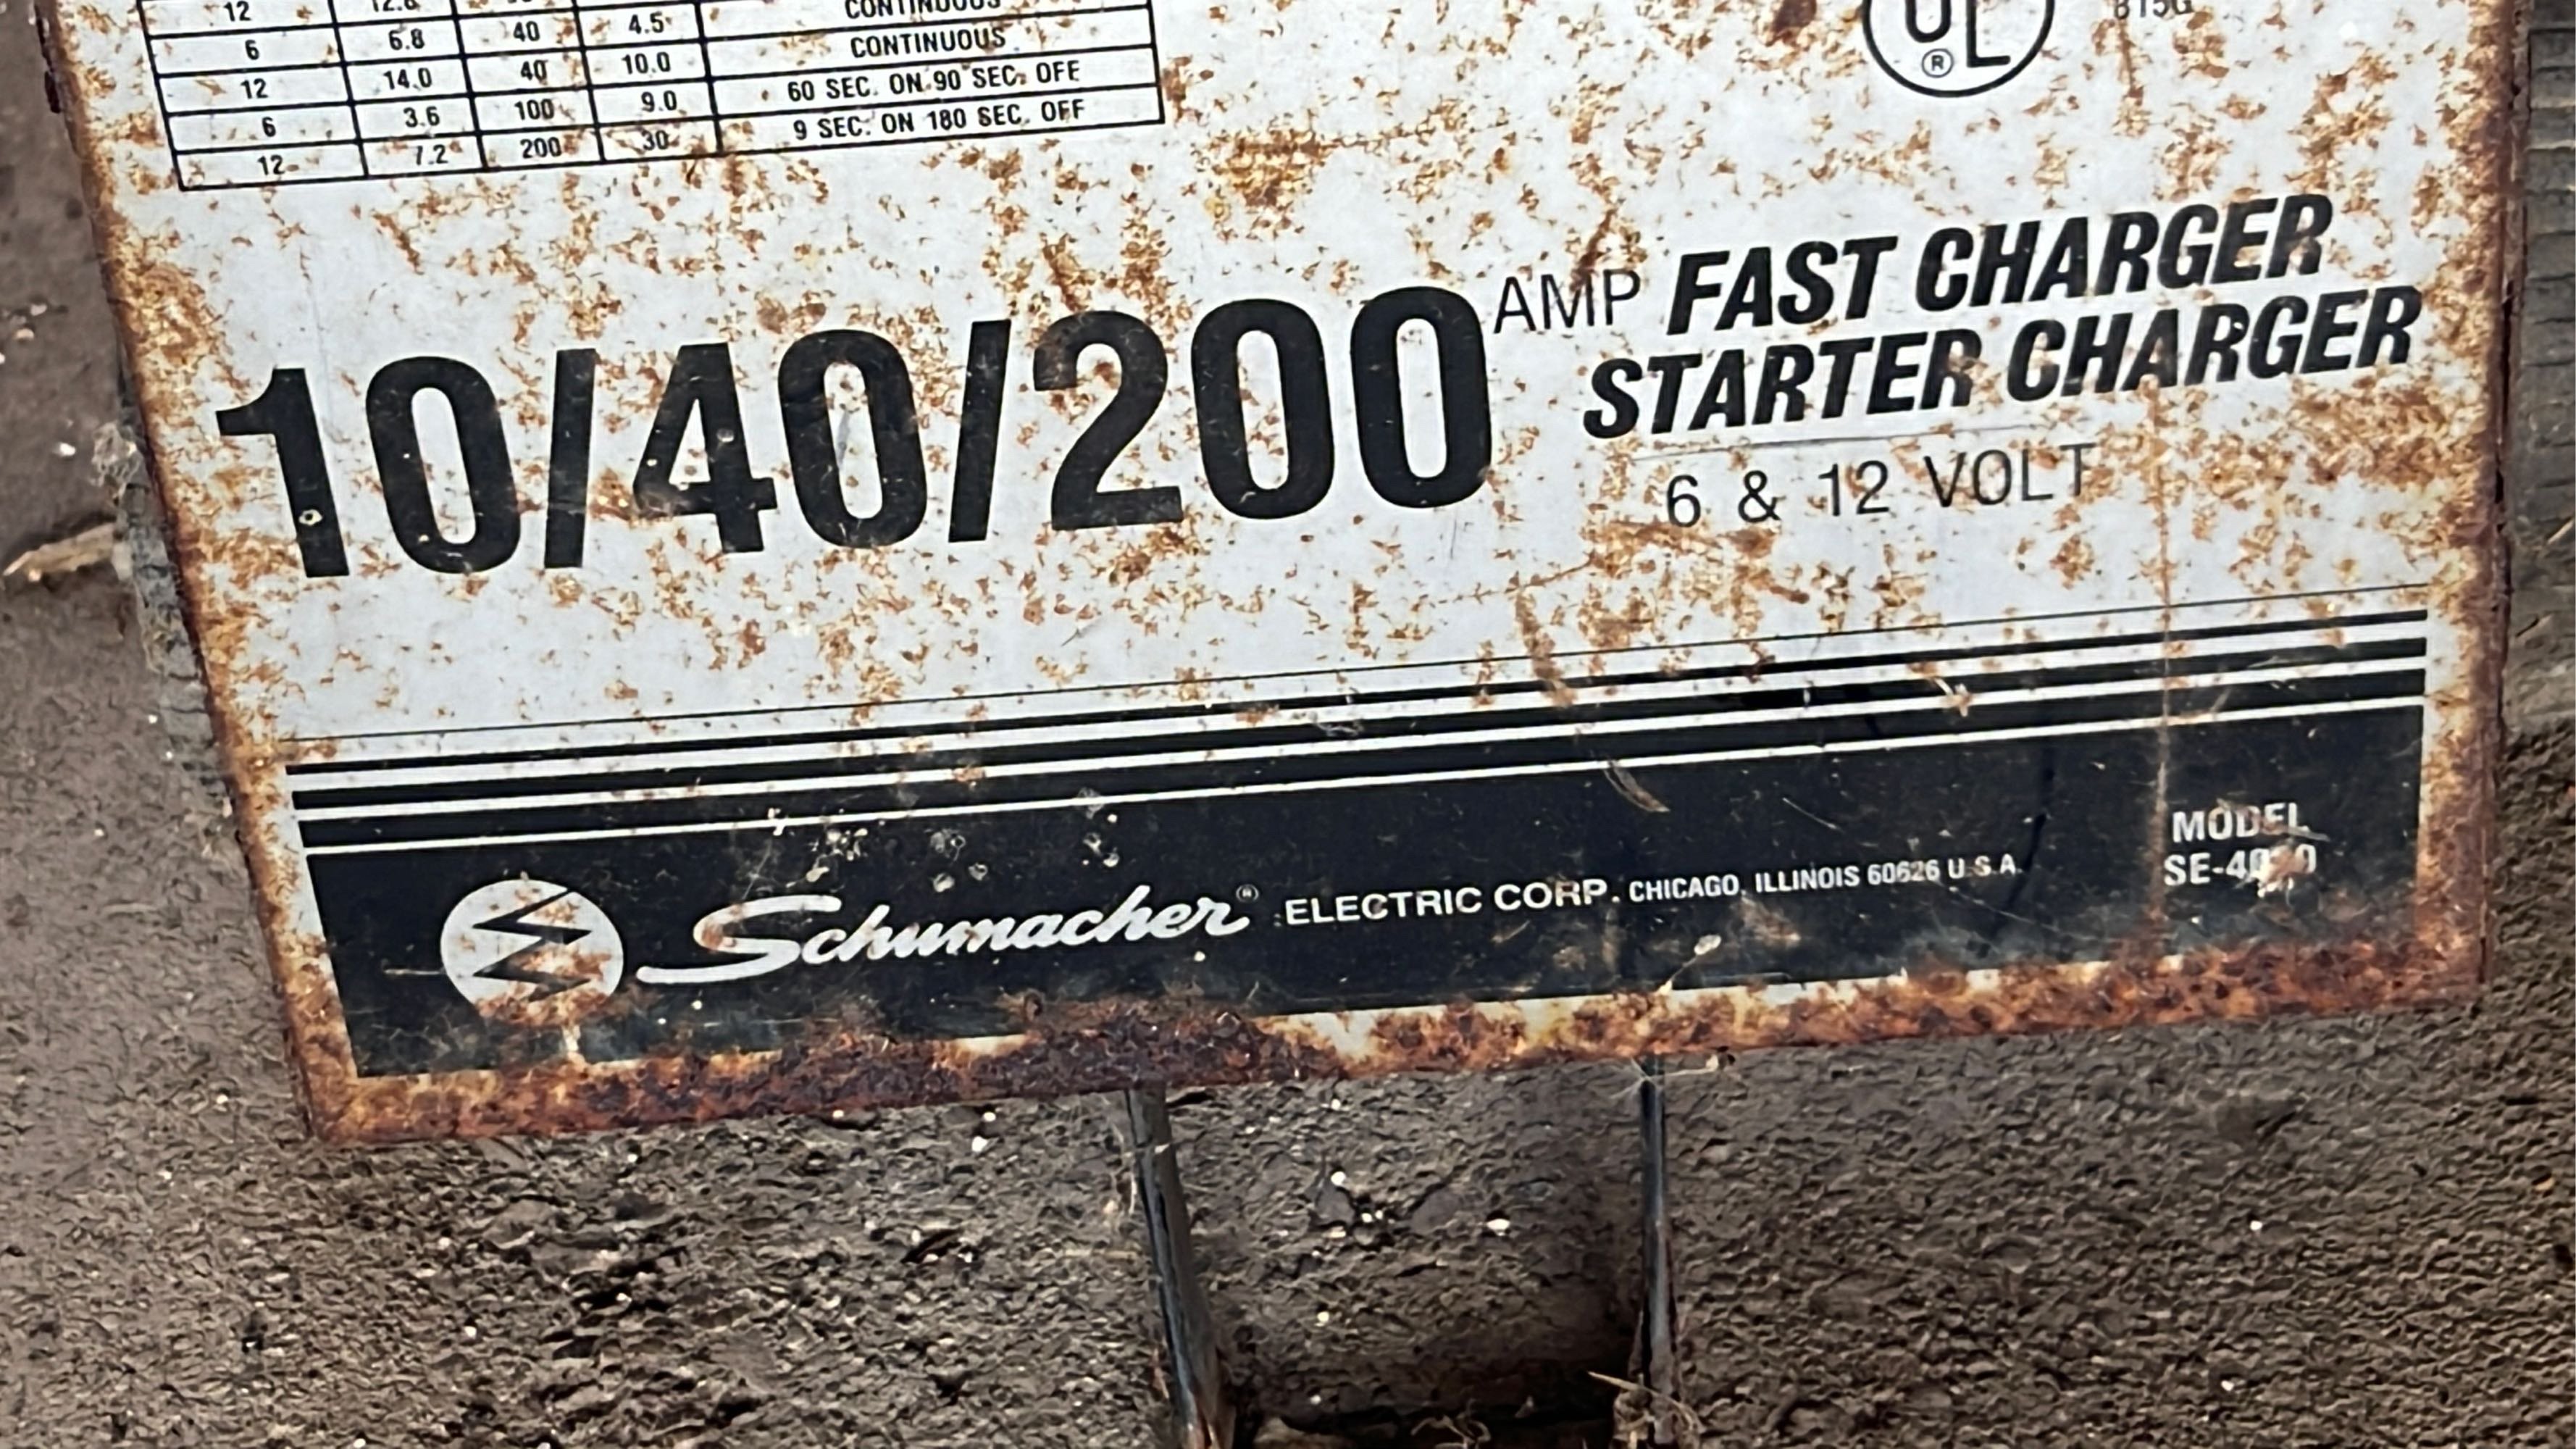 12
6 6.8 40 4.5 CONTINUOUS
12 14.0 40 10.0 CONTINUOUS
6 3.6 100 9.0 60 SEC. ON 90 SEC. OFF
12 7.2 200 30 9 SEC. ON 180 SEC. OFF
UL
®
10/40/200 AMP FAST CHARGER
STARTER CHARGER
6 & 12 VOLT
MODEL
Schumacher® ELECTRIC CORP. CHICAGO, ILLINOIS 60626 U.S.A.